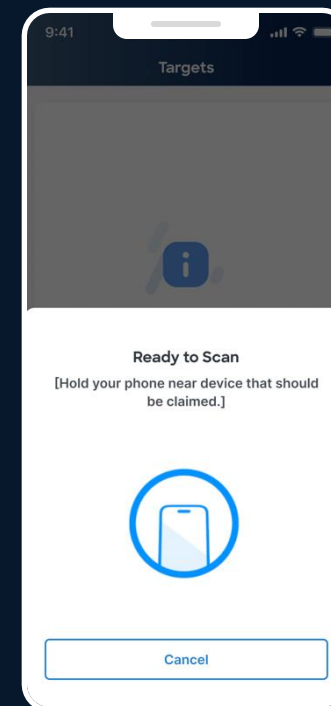 9:41
Targets
Ready to Scan
[Hold your phone near device that should
be claimed.]
Cancel